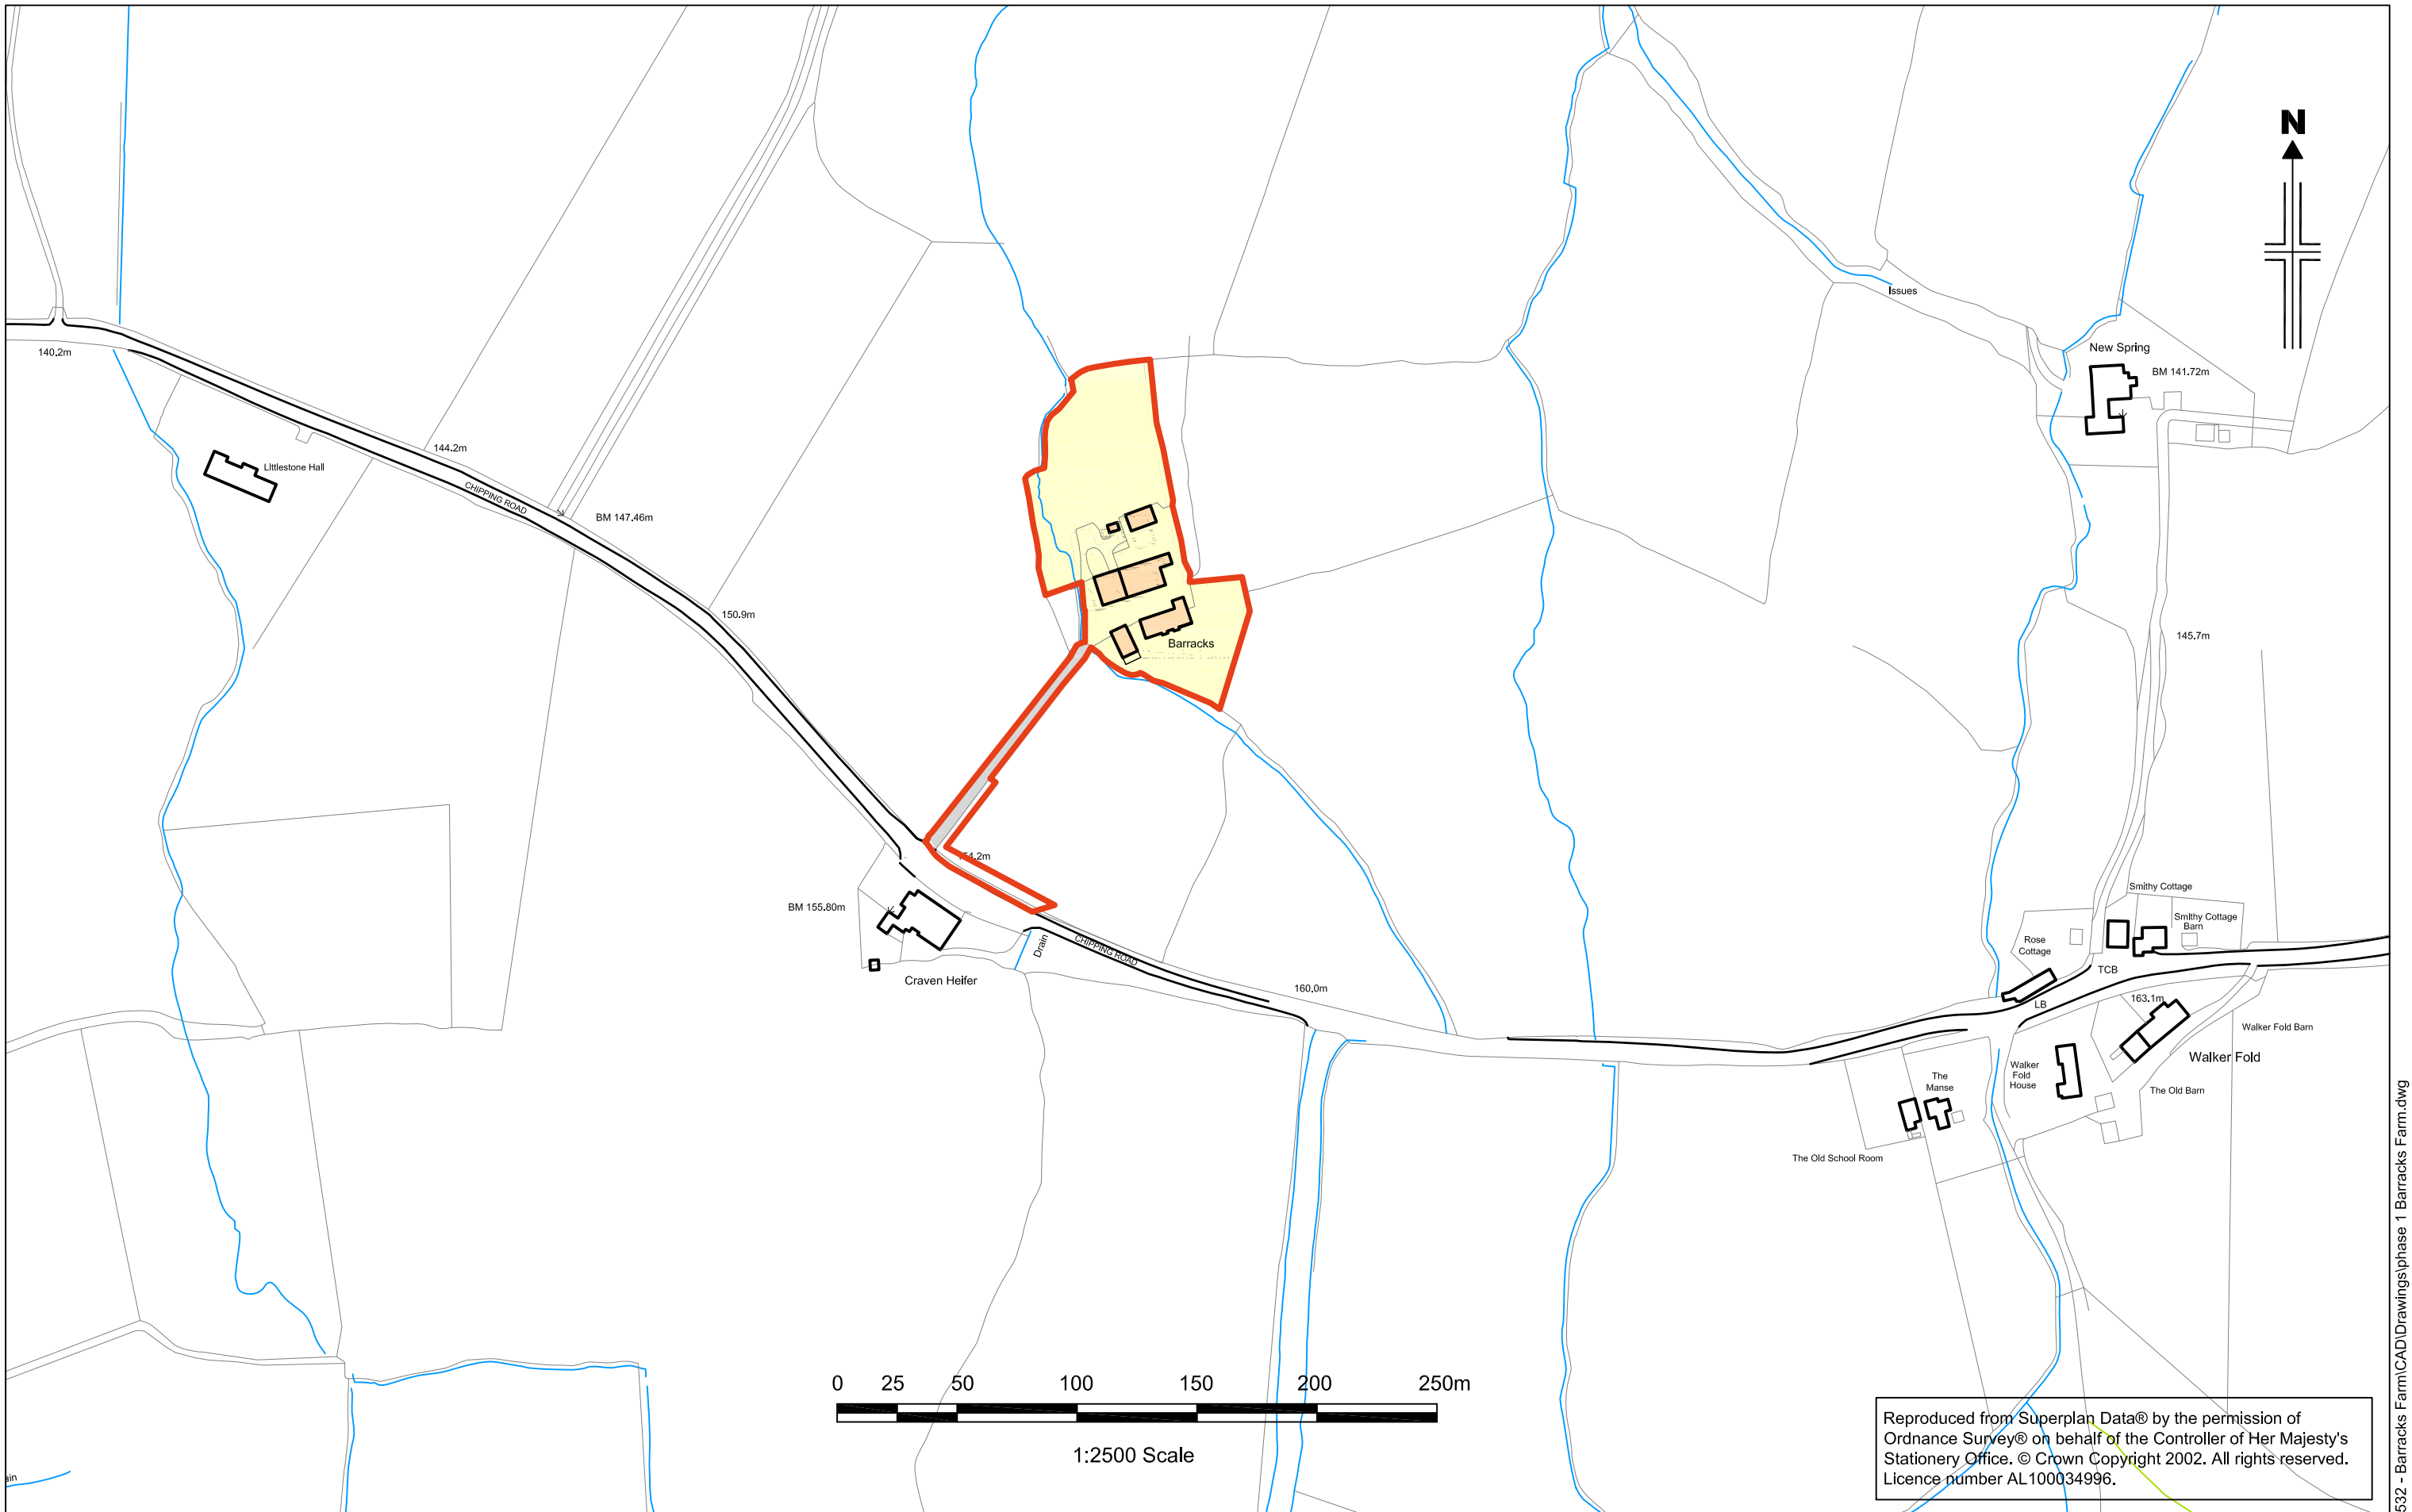 N
Issues
New Spring
BM 141.72m
140.2m
144.2m
Littlestone Hall
CHIPPING ROAD
BM 147.46m
150.9m
Barracks
145.7m
154.2m
BM 155.80m
Craven Heifer
Drain
CHIPPING ROAD
160.0m
Smithy Cottage
Smithy Cottage
Barn
Rose
Cottage
TCB
LB
163.1m
Walker Fold Barn
Walker Fold
Walker
Fold
House
The Old Barn
The
Manse
The Old School Room
0 25 50 100 150 200 250m
1:2500 Scale
Reproduced from Superplan Data® by the permission of
Ordnance Survey® on behalf of the Controller of Her Majesty's
Stationery Office. © Crown Copyright 2002. All rights reserved.
Licence number AL100034996.
532 - Barracks Farm\CAD\Drawings\phase 1 Barracks Farm.dwg